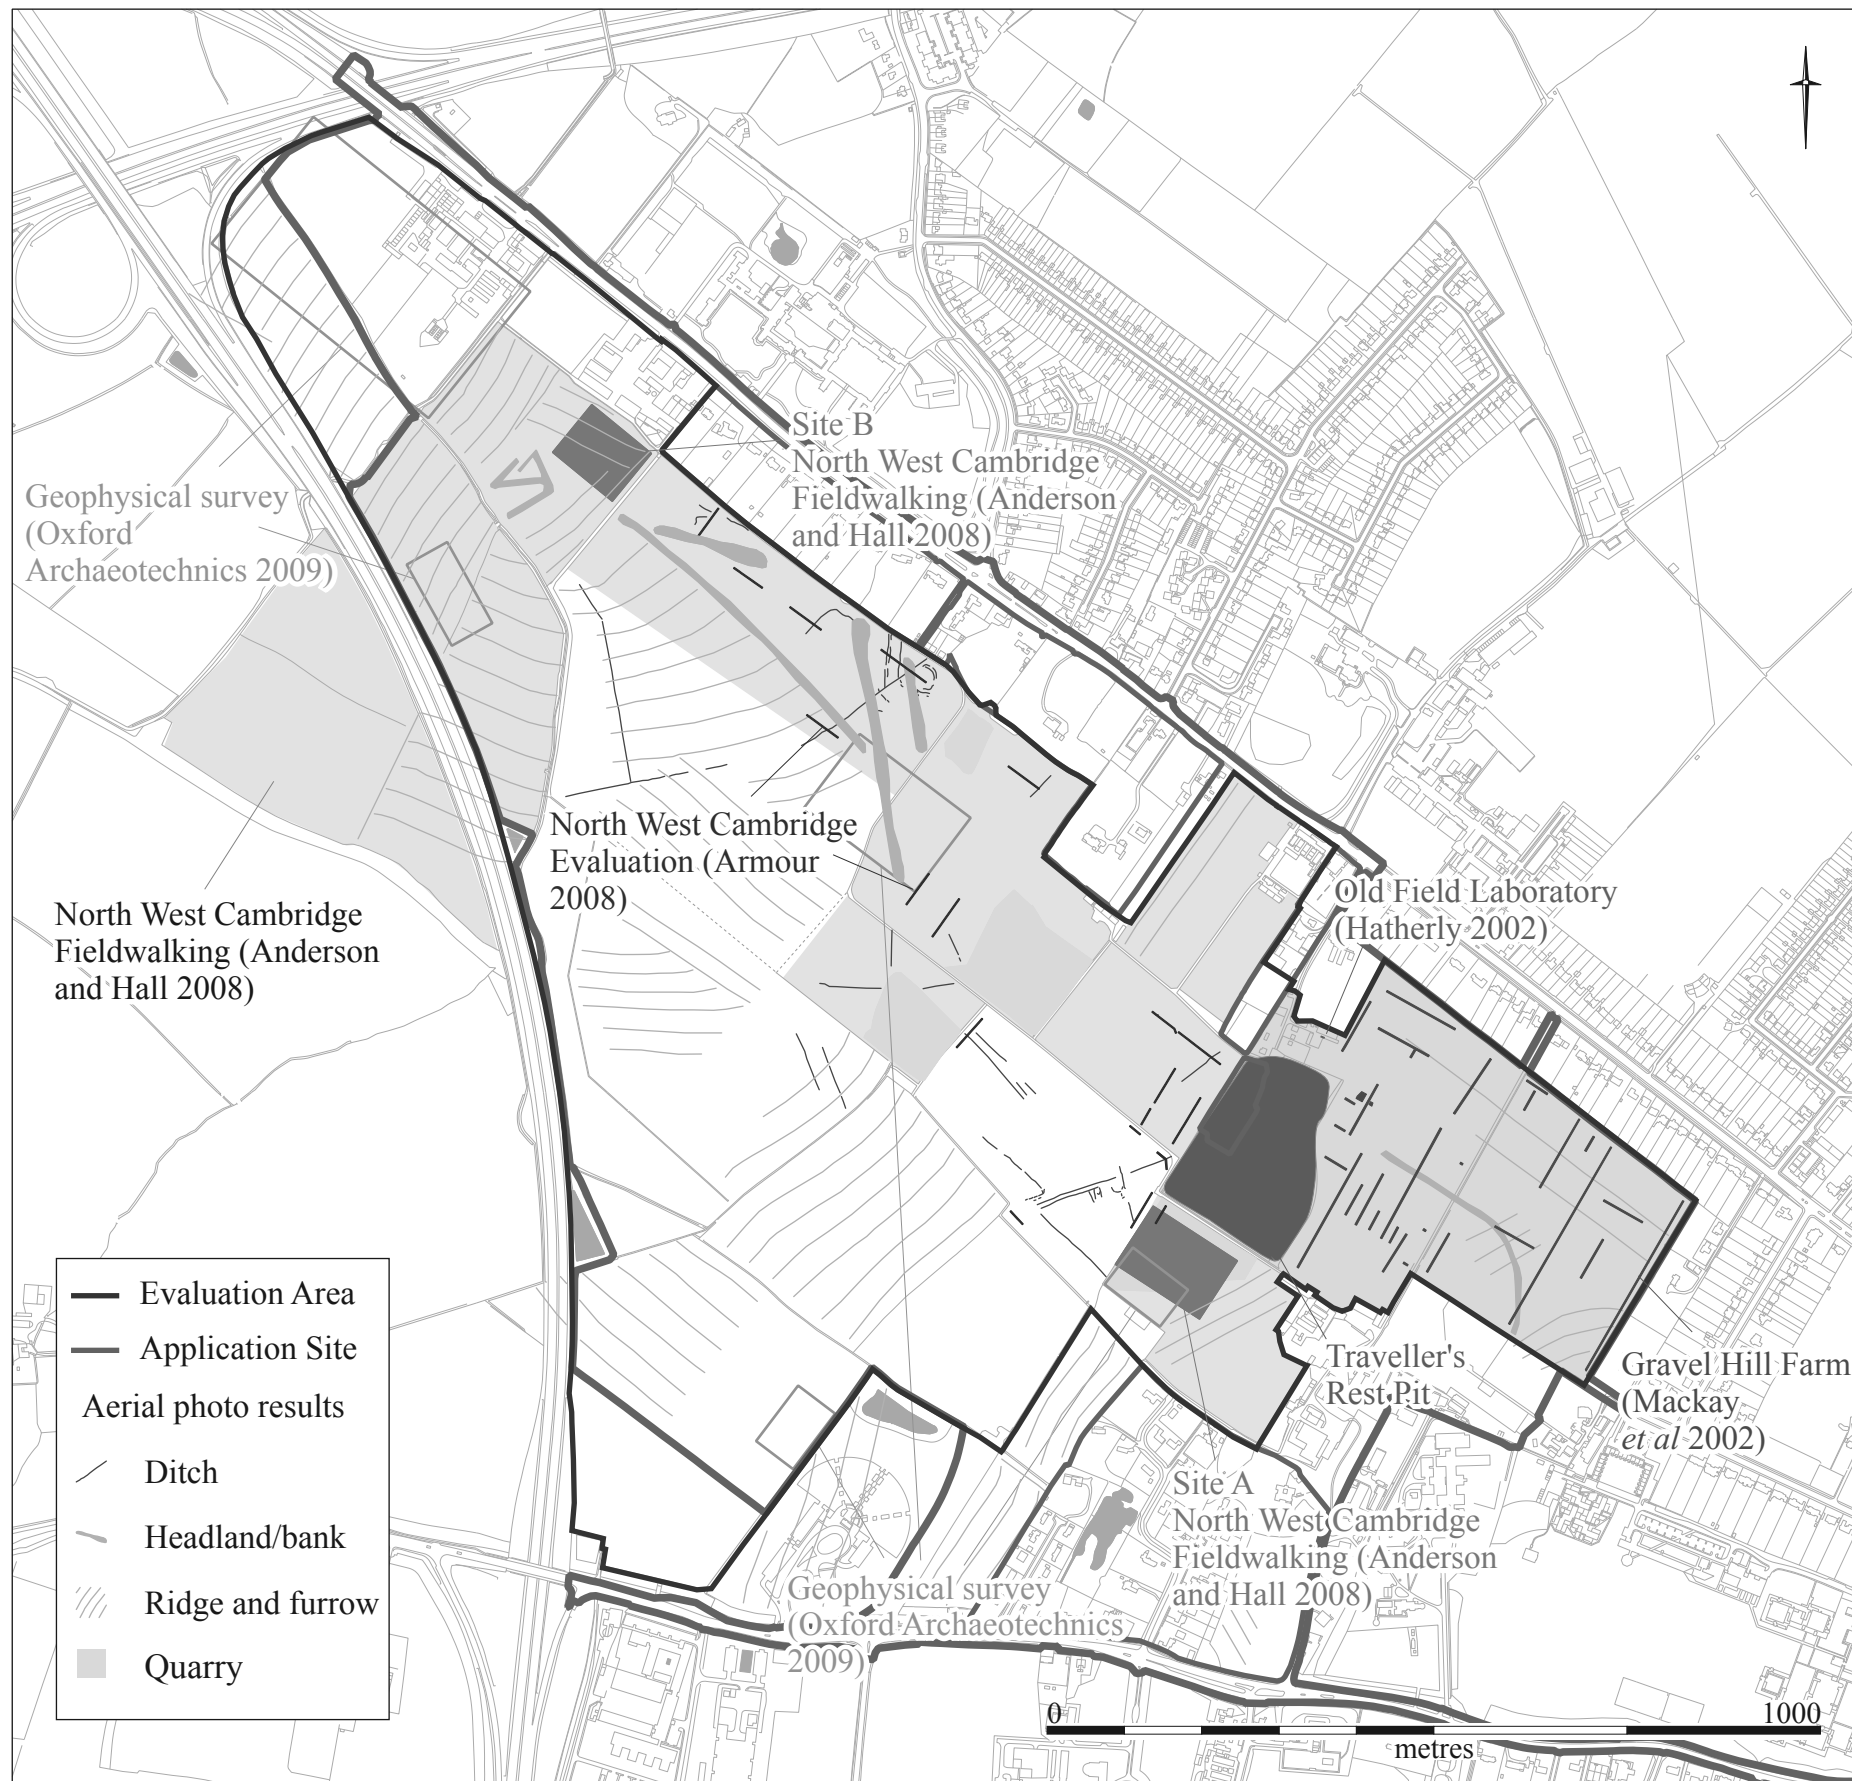 Site B
North West Cambridge
Fieldwalking (Anderson
and Hall 2008)
Geophysical survey
(Oxford
Archaeotechnics 2009)
North West Cambridge
Evaluation (Armour
2008)
Old Field Laboratory
(Hatherly 2002)
North West Cambridge
Fieldwalking (Anderson
and Hall 2008)
Traveller's
Rest Pit
Gravel Hill Farm
(Mackay
et al 2002)
Site A
North West Cambridge
Fieldwalking (Anderson
and Hall 2008)
Geophysical survey
(Oxford Archaeotechnics
2009)
Evaluation Area
Application Site
Aerial photo results
Ditch
Headland/bank
Ridge and furrow
Quarry
0 1000
metres